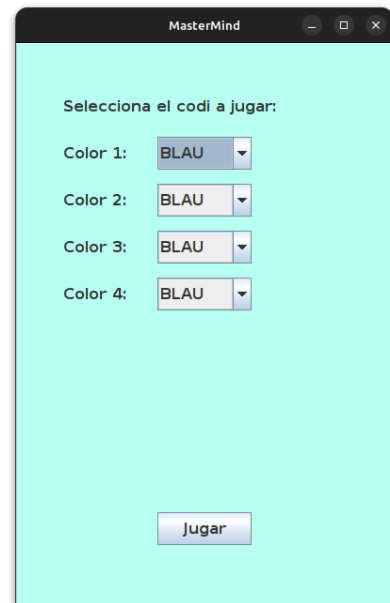 MasterMind
Selecciona el codi a jugar:
Color 1: BLAU
Color 2: BLAU
Color 3: BLAU
Color 4: BLAU
Jugar